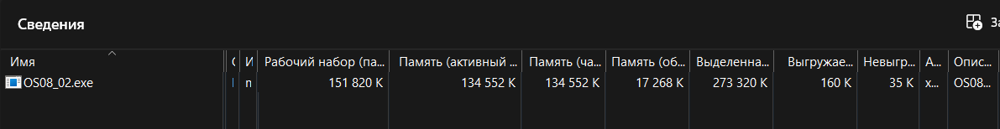 Сведения
За
Имя С И Рабочий набор (па... Память (активный ... Память (ча... Память (об... Выделенна... Выгружае... Невыгр... А... Опис...
OS08_02.exe п 151 820 K 134 552 K 134 552 K 17 268 K 273 320 K 160 K 35 K x... OS08...